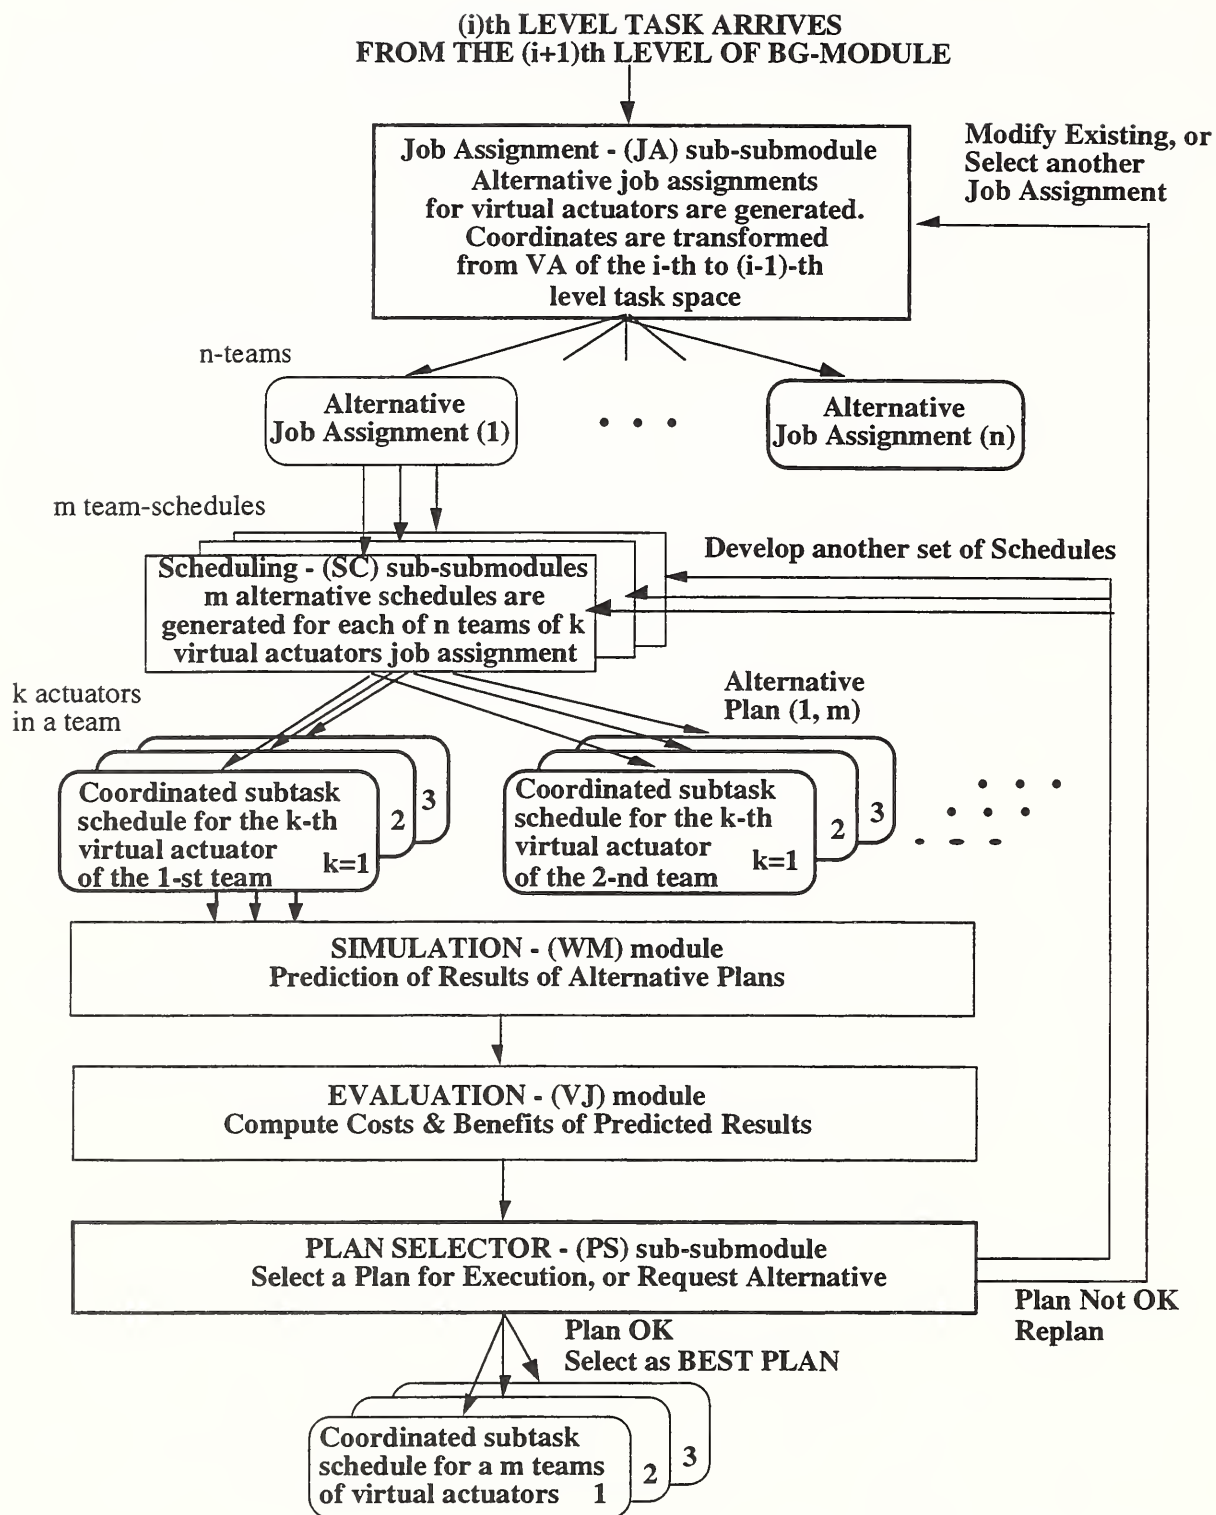 (i)th LEVEL TASK ARRIVES
FROM THE (i+1)th LEVEL OF BG-MODULE
Job Assignment - (JA) sub-submodule
Alternative job assignments
for virtual actuators are generated.
Coordinates are transformed
from VA of the i-th to (i-1)-th
level task space
Modify Existing, or
Select another
Job Assignment
n-teams
Alternative
Job Assignment (1)
• • •
Alternative
Job Assignment (n)
m team-schedules
Scheduling - (SC) sub-submodules
m alternative schedules are
generated for each of n teams of k
virtual actuators job assignment
Develop another set of Schedules
k actuators
in a team
Alternative
Plan (1, m)
Coordinated subtask
schedule for the k-th
virtual actuator
of the 1-st team
k=1
2
3
Coordinated subtask
schedule for the k-th
virtual actuator
of the 2-nd team
k=1
2
3
SIMULATION - (WM) module
Prediction of Results of Alternative Plans
EVALUATION - (VJ) module
Compute Costs & Benefits of Predicted Results
PLAN SELECTOR - (PS) sub-submodule
Select a Plan for Execution, or Request Alternative
Plan Not OK
Replan
Plan OK
Select as BEST PLAN
Coordinated subtask
schedule for a m teams
of virtual actuators 1
2
3